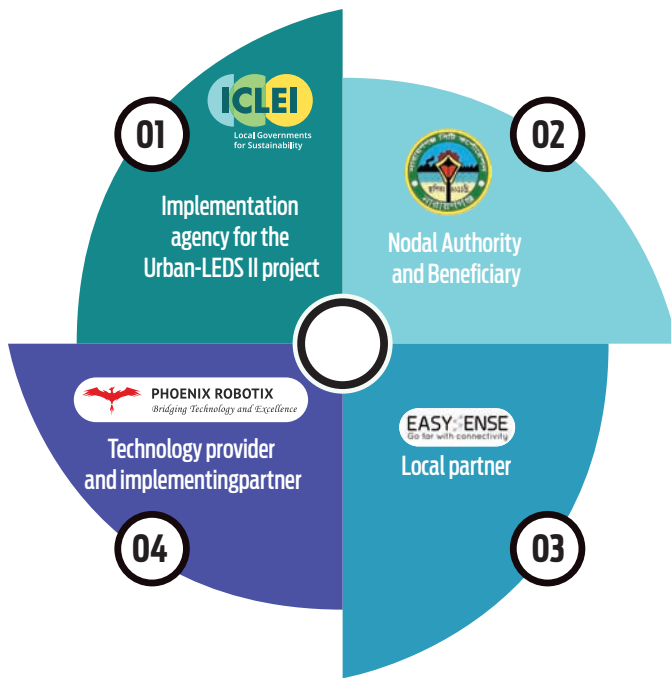 01
ICLEI
Local Governments
for Sustainability
Implementation
agency for the
Urban-LEDS II project
02
Nodal Authority
and Beneficiary
PHOENIX ROBOTIX
Bridging Technology and Excellence
Technology provider
and implementingpartner
04
EASY ENSE
Go far with connectivity
Local partner
03